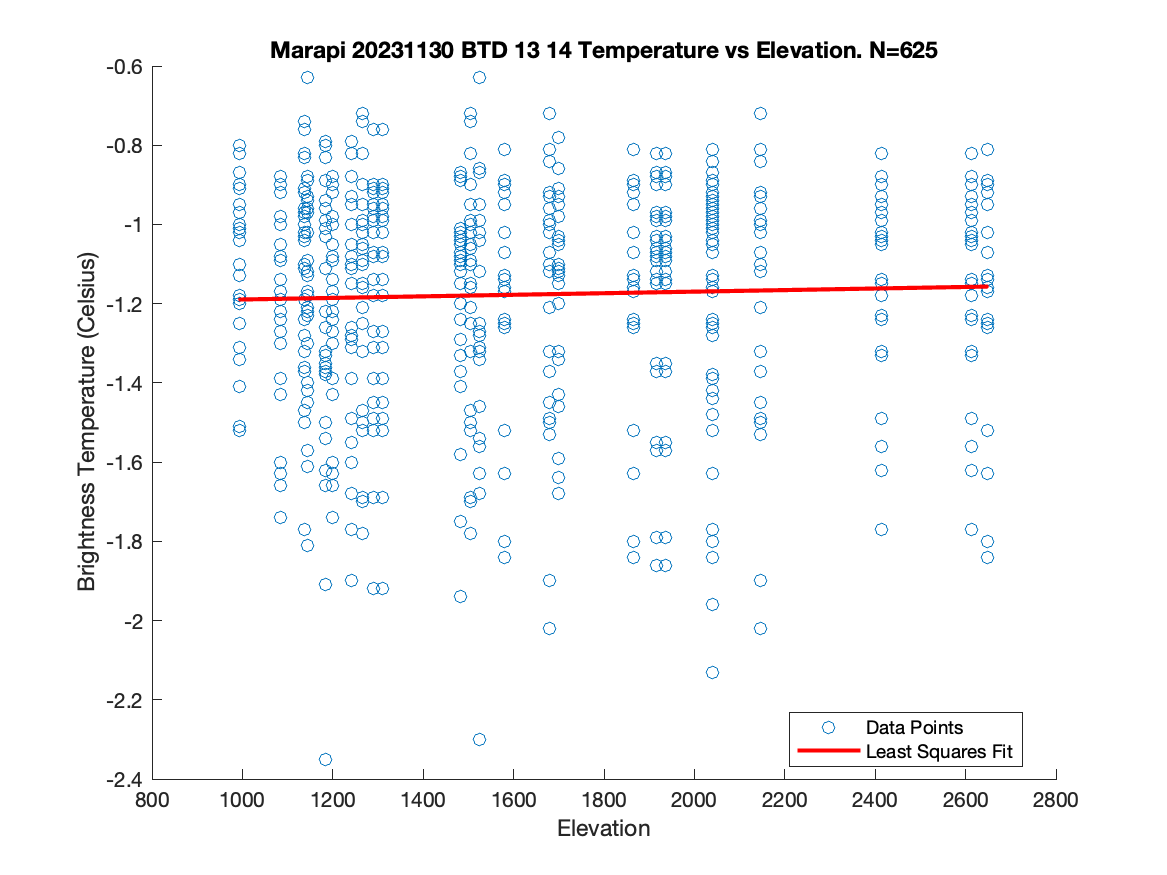 Marapi 20231130 BTD 13 14 Temperature vs Elevation. N=625
Brightness Temperature (Celsius)
-0.6
-0.8
-1
-1.2
-1.4
-1.6
-1.8
-2
-2.2
-2.4
Data Points
Least Squares Fit
800 1000 1200 1400 1600 1800 2000 2200 2400 2600 2800
Elevation